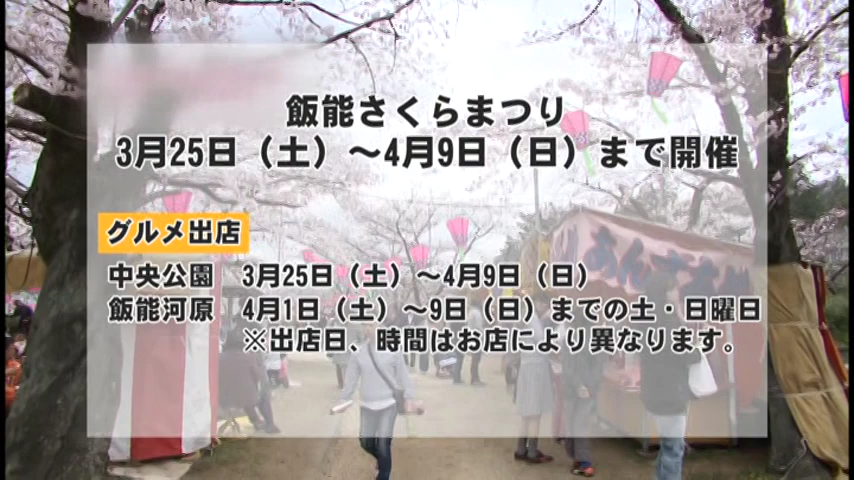 飯能さくらまつり
3月25日（土）～4月9日（日）まで開催
グルメ出店
中央公園 3月25日（土）～4月9日（日）
飯能河原 4月1日（土）～9日（日）までの土・日曜日
※出店日、時間はお店により異なります。